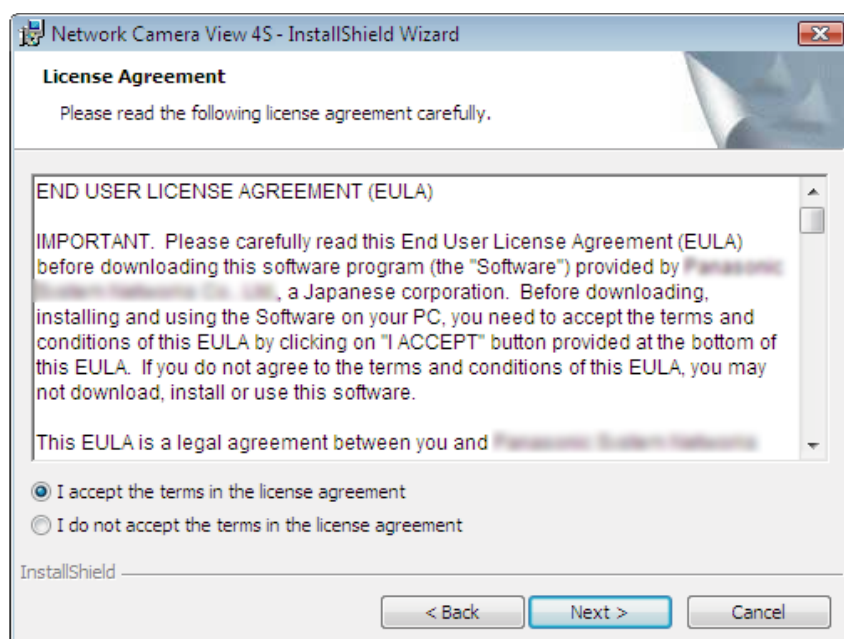 Network Camera View 4S - InstallShield Wizard
License Agreement
Please read the following license agreement carefully.
END USER LICENSE AGREEMENT (EULA)
IMPORTANT.  Please carefully read this End User License Agreement (EULA)
before downloading this software program (the "Software") provided by
, a Japanese corporation.  Before downloading,
installing and using the Software on your PC, you need to accept the terms and
conditions of this EULA by clicking on "I ACCEPT" button provided at the bottom of
this EULA.  If you do not agree to the terms and conditions of this EULA, you may
not download, install or use this software.
This EULA is a legal agreement between you and
I accept the terms in the license agreement
I do not accept the terms in the license agreement
InstallShield
< Back
Next >
Cancel